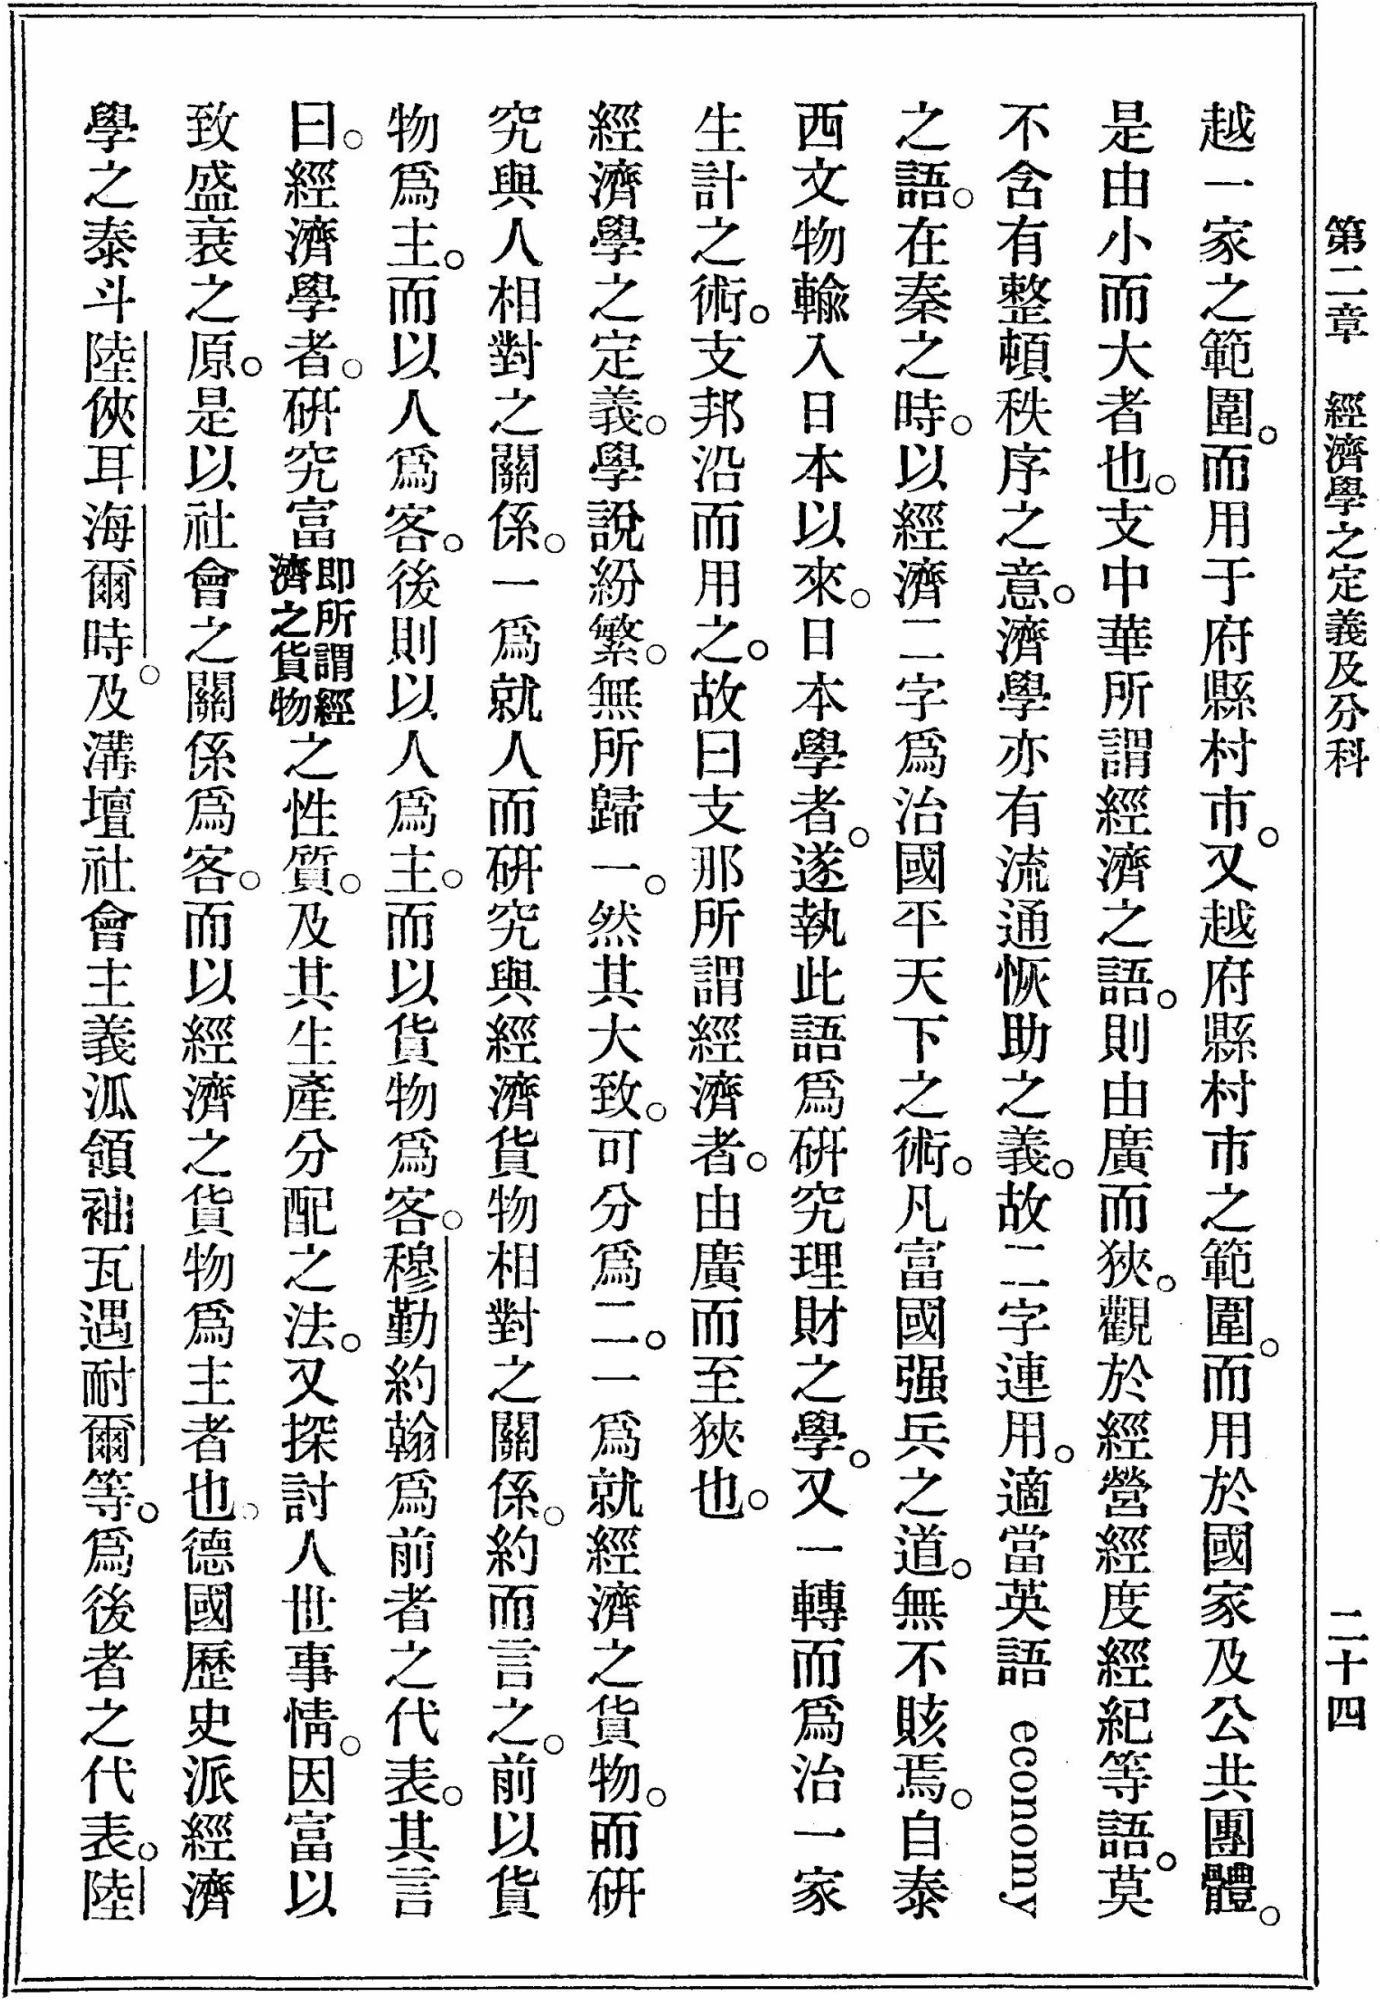 第二章　經濟學之定義及分科　二十四
越一家之範圍。而用于府縣村市。又越府縣村市之範圍。而用於國家及公共團體。
是由小而大者也。支中華所謂經濟之語。則由廣而狹。觀於經營經度經紀等語。莫
不含有整頓秩序之意。濟學亦有流通恢助之義。故二字連用。適當英語 economy
之語。在秦之時。以經濟二字爲治國平天下之術。凡富國强兵之道。無不賅焉。自泰
西文物輸入日本以來。日本學者。遂執此語爲硏究理財之學。又一轉而爲治一家
生計之術。支邦沿而用之。故曰支那所謂經濟者。由廣而至狹也。
經濟學之定義。學說紛繁。無所歸一。然其大致。可分爲二。一爲就經濟之貨物。而硏
究與人相對之關係。一爲就人而硏究與經濟貨物相對之關係。約而言之。前以貨
物爲主。而以人爲客。後則以人爲主。而以貨物爲客。穆勤約翰爲前者之代表。其言
曰。經濟學者。硏究富卽所謂經濟之貨物之性質。及其生產分配之法。又探討人世事情。因富以
致盛衰之原。是以社會之關係爲客。而以經濟之貨物爲主者也。德國歷史派經濟
學之泰斗陸俠耳海爾時。及溝壇社會主義派領袖瓦遇耐爾等。爲後者之代表。陸